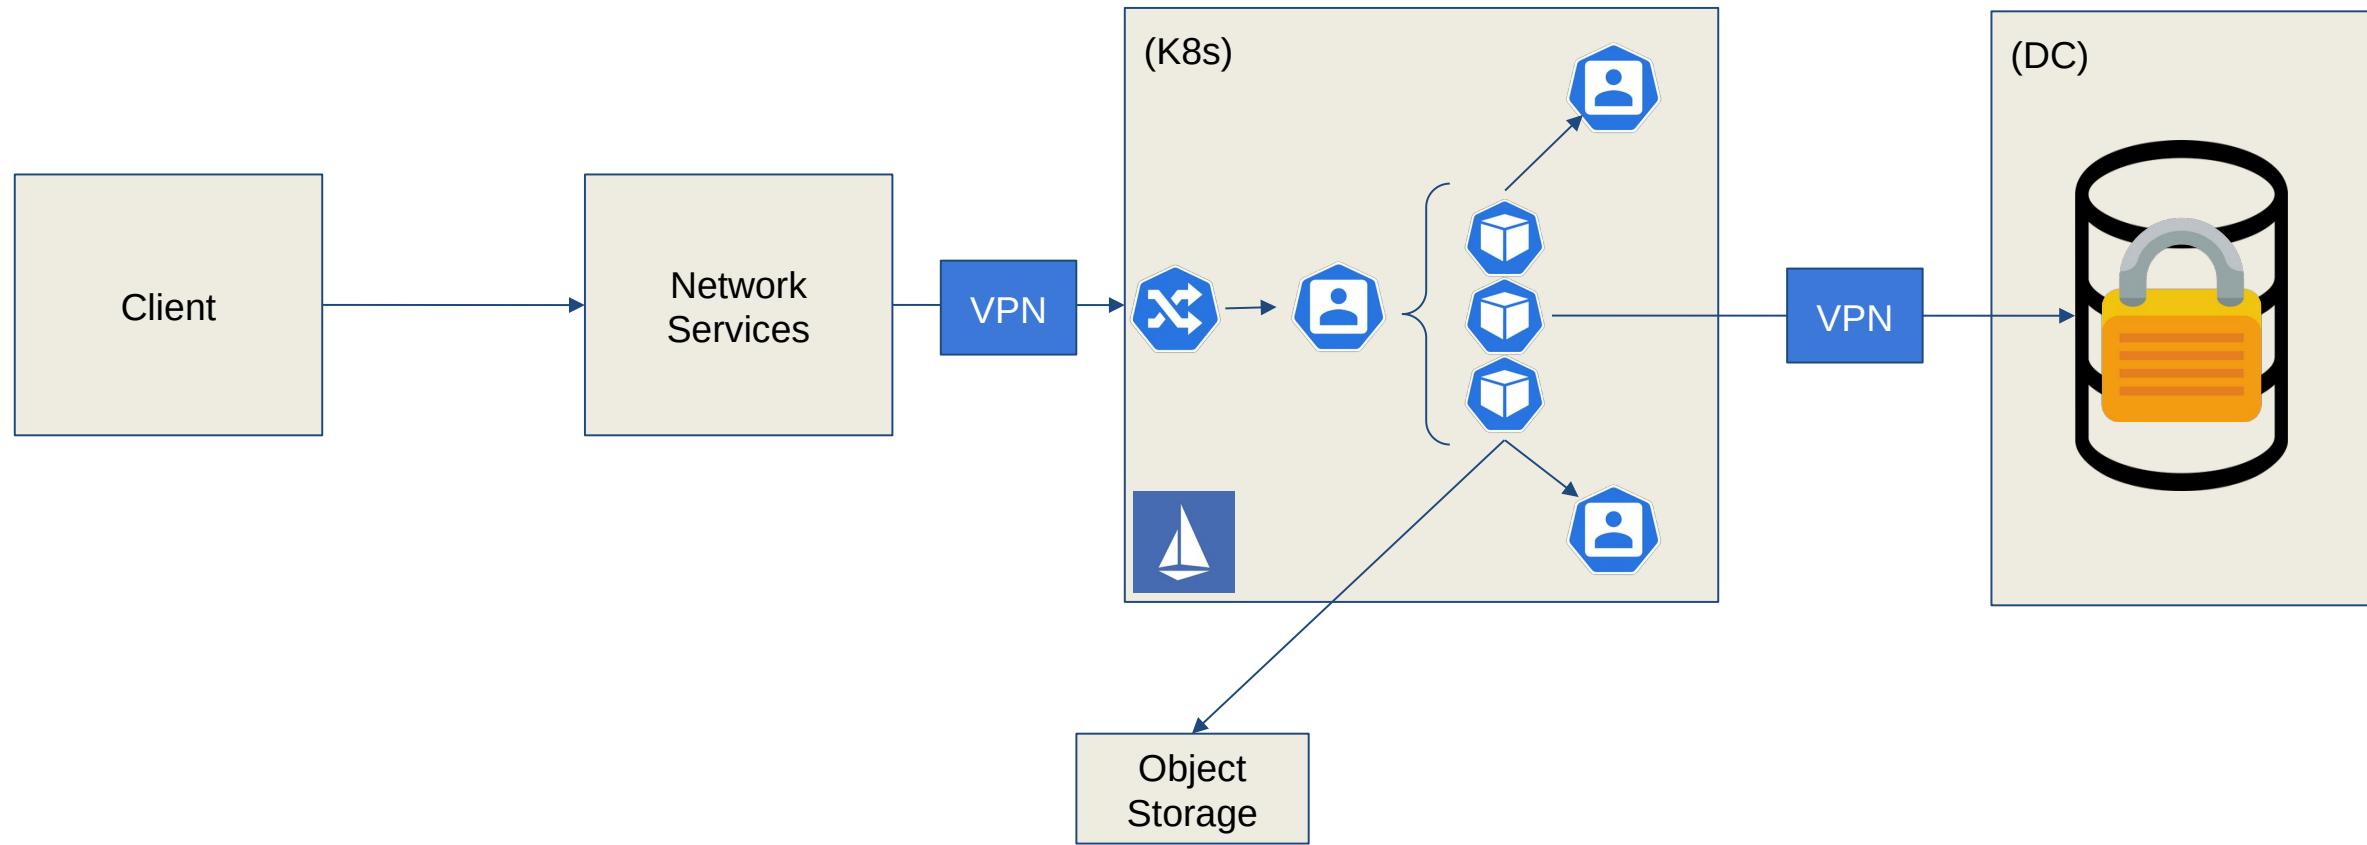 (K8s)
(DC)
Client
Network
Services
VPN
VPN
Object
Storage